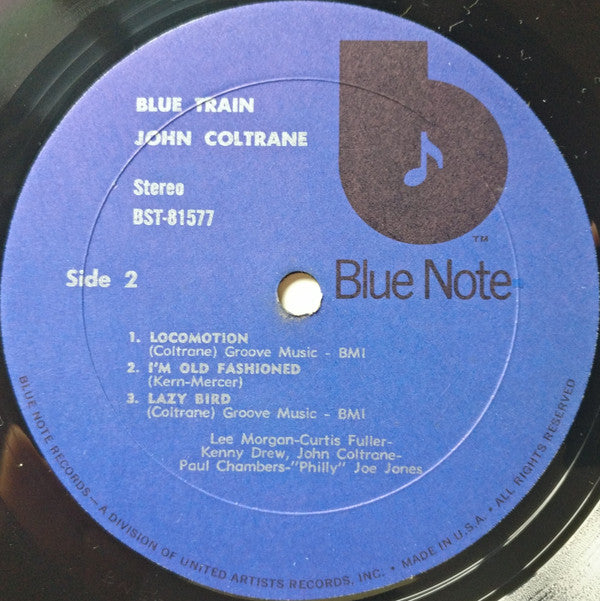 BLUE TRAIN
JOHN COLTRANE
Stereo
BST-81577
Side 2
TM
Blue Note
1. LOCOMOTION
(Coltrane) Groove Music - BMI
2. I'M OLD FASHIONED
(Kern-Mercer)
3. LAZY BIRD
(Coltrane) Groove Music - BMI
Lee Morgan-Curtis Fuller-
Kenny Drew, John Coltrane-
Paul Chambers-"Philly" Joe Jones
BLUE NOTE RECORDS—A DIVISION OF UNITED ARTISTS RECORDS, INC. • MADE IN U.S.A. • ALL RIGHTS RESERVED